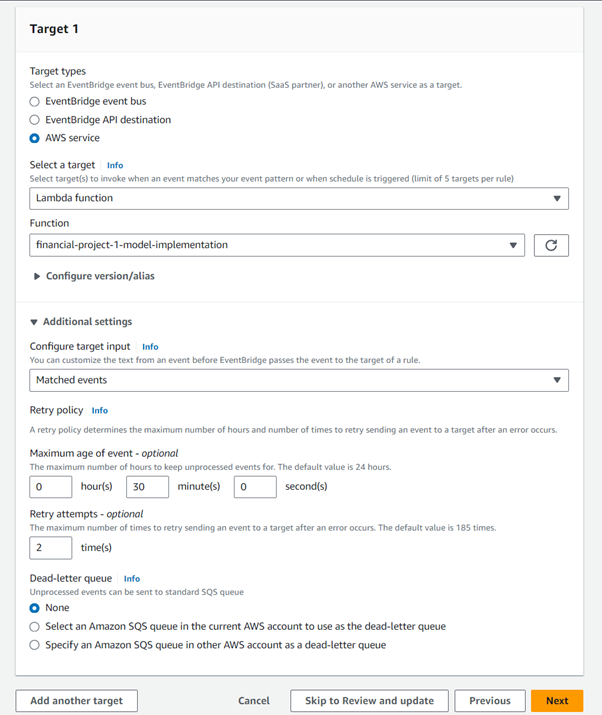 Target 1
Target types
Select an EventBridge event bus, EventBridge API destination (SaaS partner), or another AWS service as a target.
EventBridge event bus
EventBridge API destination
AWS service
Select a target Info
Select target(s) to invoke when an event matches your event pattern or when schedule is triggered (limit of 5 targets per rule)
Lambda function
Function
financial-project-1-model-implementation
Configure version/alias
Additional settings
Configure target input Info
You can customize the text from an event before EventBridge passes the event to the target of a rule.
Matched events
Retry policy Info
A retry policy determines the maximum number of hours and number of times to retry sending an event to a target after an error occurs.
Maximum age of event - optional
The maximum number of hours to keep unprocessed events for. The default value is 24 hours.
0 hour(s) 30 minute(s) 0 second(s)
Retry attempts - optional
The maximum number of times to retry sending an event to a target after an error occurs. The default value is 185 times.
2 time(s)
Dead-letter queue Info
Unprocessed events can be sent to standard SQS queue
None
Select an Amazon SQS queue in the current AWS account to use as the dead-letter queue
Specify an Amazon SQS queue in other AWS account as a dead-letter queue
Add another target Cancel Skip to Review and update Previous Next